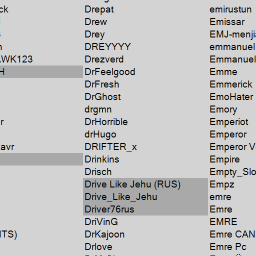 ck
Drepat
emirustun
Drew
Emissar
Drey
EMJ-menji
DREYYYY
emmanuel
AWK123
Drezverd
Emmanuel
H
DrFeelgood
Emme
DrFresh
Emmerick
DrGhost
EmoHater
drgmn
Emory
r
DrHorrible
Emperiot
drHugo
Emperor
avr
DRIFTER_x
Emperor V
Drinkins
Empire
Drisch
Empty_Slo
Drive Like Jehu (RUS)
Empz
Drive_Like_Jehu
emre
Driver76rus
Emre
DriVinG
EMRE
TS)
DrKajoon
Emre CAN
Drlove
Emre Pc